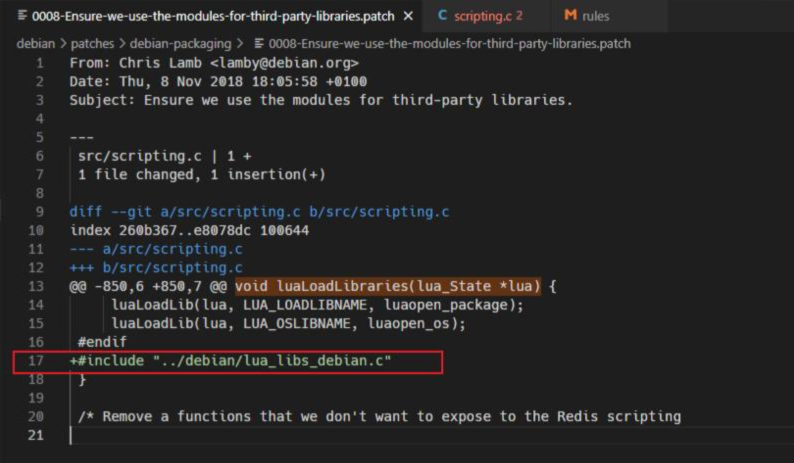 0008-Ensure-we-use-the-modules-for-third-party-libraries.patch × C scripting.c 2 M rules
debian > patches > debian-packaging > 0008-Ensure-we-use-the-modules-for-third-party-libraries.patch
1 From: Chris Lamb <lamby@debian.org>
2 Date: Thu, 8 Nov 2018 18:05:58 +0100
3 Subject: Ensure we use the modules for third-party libraries.
4
5 ---
6  src/scripting.c | 1 +
7  1 file changed, 1 insertion(+)
8
9 diff --git a/src/scripting.c b/src/scripting.c
10 index 260b367..e8078dc 100644
11 --- a/src/scripting.c
12 +++ b/src/scripting.c
13 @@ -850,6 +850,7 @@ void luaLoadLibraries(lua_State *lua) {
14      luaLoadLib(lua, LUA_LOADLIBNAME, luaopen_package);
15      luaLoadLib(lua, LUA_OSLIBNAME, luaopen_os);
16  #endif
17 +#include "../debian/lua_libs_debian.c"
18  }
19
20  /* Remove a functions that we don't want to expose to the Redis scripting
21